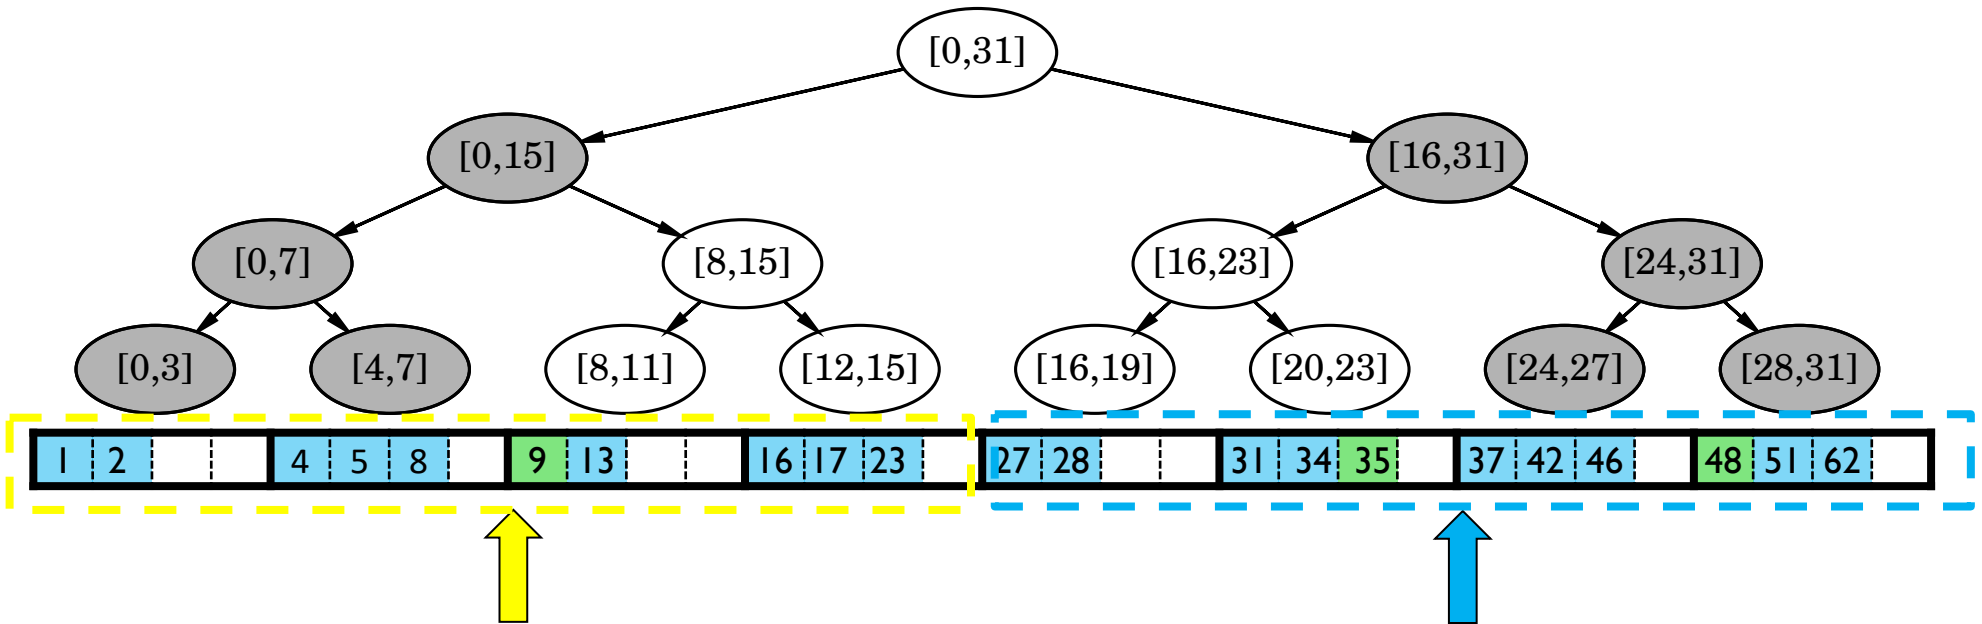 [0,31]
[0,15] [16,31]
[0,7] [8,15] [16,23] [24,31]
[0,3] [4,7] [8,11] [12,15] [16,19] [20,23] [24,27] [28,31]
1 2 4 5 8 9 13 16 17 23 27 28 31 34 35 37 42 46 48 51 62